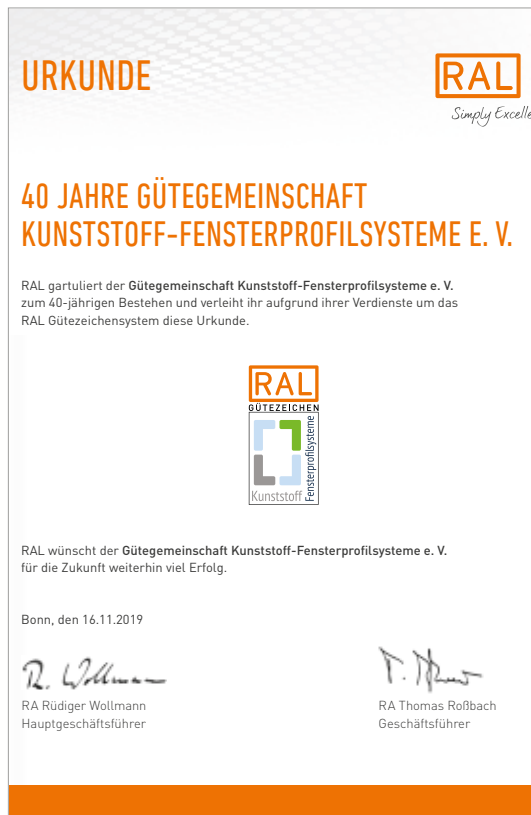 URKUNDE
RAL
Simply Excelle
40 JAHRE GÜTEGEMEINSCHAFT
KUNSTSTOFF-FENSTERPROFILSYSTEME E. V.
RAL gartuliert der Gütegemeinschaft Kunststoff-Fensterprofilsysteme e. V.
zum 40-jährigen Bestehen und verleiht ihr aufgrund ihrer Verdienste um das
RAL Gütezeichensystem diese Urkunde.
RAL
GÜTEZEICHEN
Fensterprofilsysteme
Kunststoff
RAL wünscht der Gütegemeinschaft Kunststoff-Fensterprofilsysteme e. V.
für die Zukunft weiterhin viel Erfolg.
Bonn, den 16.11.2019
R. Wollmann
RA Rüdiger Wollmann
Hauptgeschäftsführer
RA Thomas Roßbach
Geschäftsführer